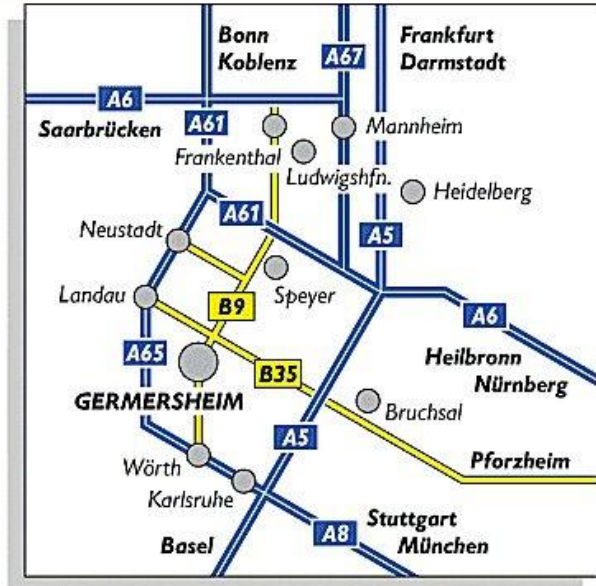 Bonn
Koblenz
A67
Frankfurt
Darmstadt
A6
Saarbrücken
A61
Mannheim
Frankenthal
Ludwigshfn.
Heidelberg
A61
Neustadt
A5
Speyer
Landau
B9
A6
A65
B35
Heilbronn
Nürnberg
GERMERSHEIM
Bruchsal
A5
Wörth
Pforzheim
Karlsruhe
Stuttgart
München
A8
Basel